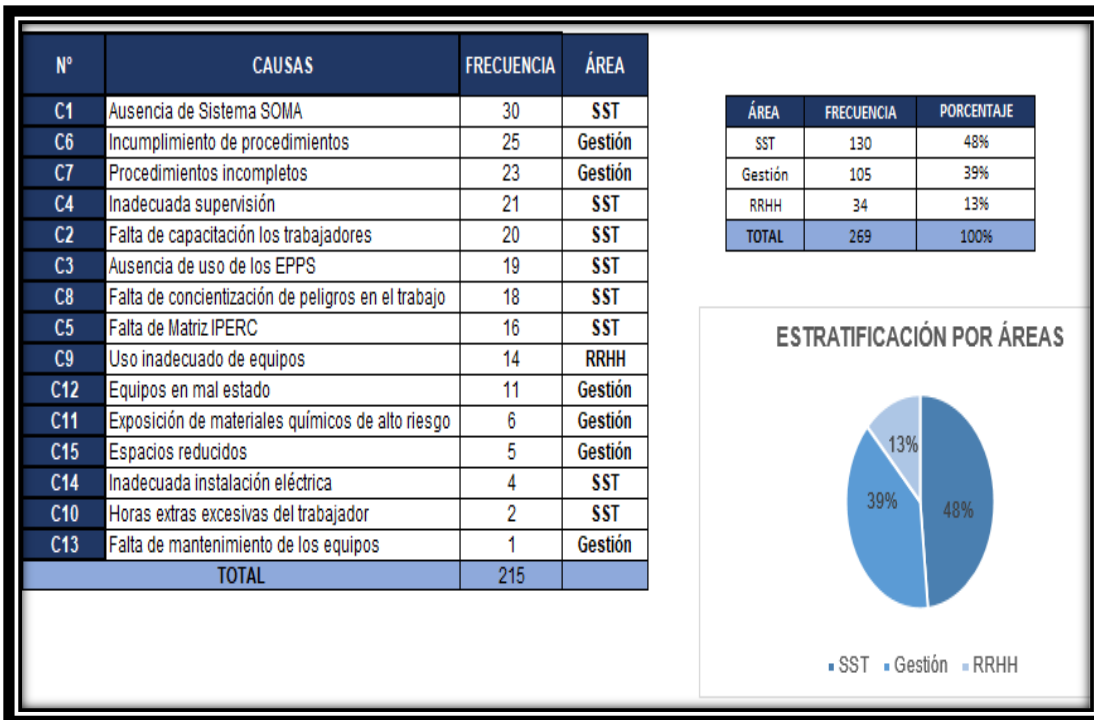 N° CAUSAS FRECUENCIA ÁREA
C1 Ausencia de Sistema SOMA 30 SST
C6 Incumplimiento de procedimientos 25 Gestión
C7 Procedimientos incompletos 23 Gestión
C4 Inadecuada supervisión 21 SST
C2 Falta de capacitación los trabajadores 20 SST
C3 Ausencia de uso de los EPPS 19 SST
C8 Falta de concientización de peligros en el trabajo 18 SST
C5 Falta de Matriz IPERC 16 SST
C9 Uso inadecuado de equipos 14 RRHH
C12 Equipos en mal estado 11 Gestión
C11 Exposición de materiales químicos de alto riesgo 6 Gestión
C15 Espacios reducidos 5 Gestión
C14 Inadecuada instalación eléctrica 4 SST
C10 Horas extras excesivas del trabajador 2 SST
C13 Falta de mantenimiento de los equipos 1 Gestión
TOTAL 215
ÁREA FRECUENCIA PORCENTAJE
SST 130 48%
Gestión 105 39%
RRHH 34 13%
TOTAL 269 100%
ESTRATIFICACIÓN POR ÁREAS
13%
39%
48%
SST Gestión RRHH